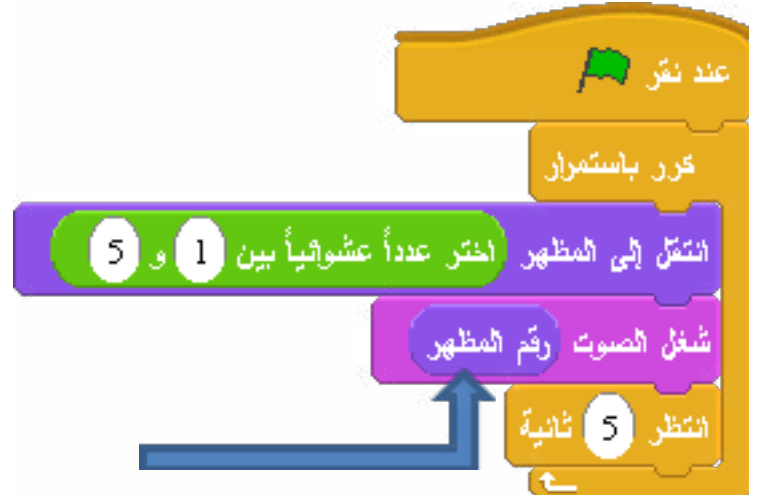 عند نقر
كرر باستمرار
انتقل إلى المظهر اختر عدداً عشوائياً بين 1 و 5
شغل الصوت رقم المظهر
انتظر 5 ثانية